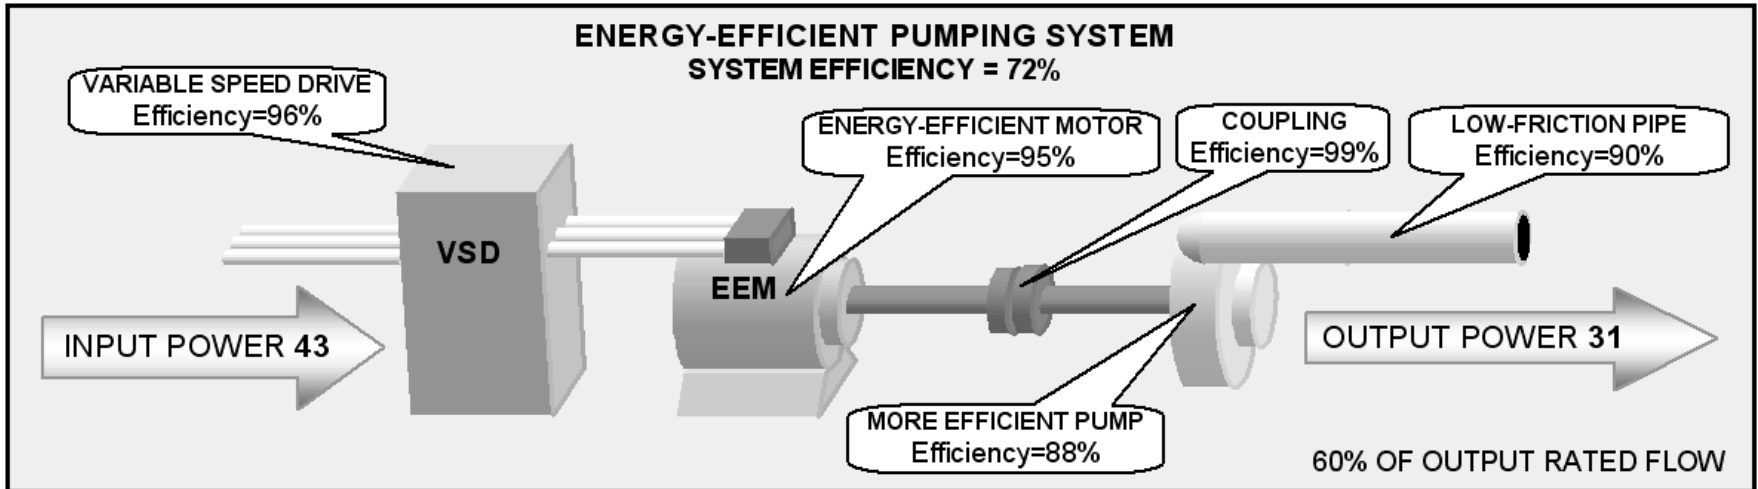 ENERGY-EFFICIENT PUMPING SYSTEM
SYSTEM EFFICIENCY = 72%
VARIABLE SPEED DRIVE
Efficiency=96%
ENERGY-EFFICIENT MOTOR
Efficiency=95%
COUPLING
Efficiency=99%
LOW-FRICTION PIPE
Efficiency=90%
VSD
EEM
INPUT POWER 43
OUTPUT POWER 31
MORE EFFICIENT PUMP
Efficiency=88%
60% OF OUTPUT RATED FLOW